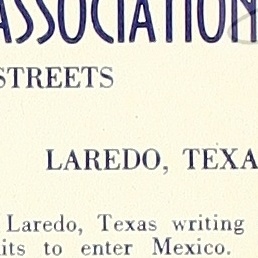 ASSOCIATION
STREETS
LAREDO, TEXA
Laredo, Texas writing
its to enter Mexico.